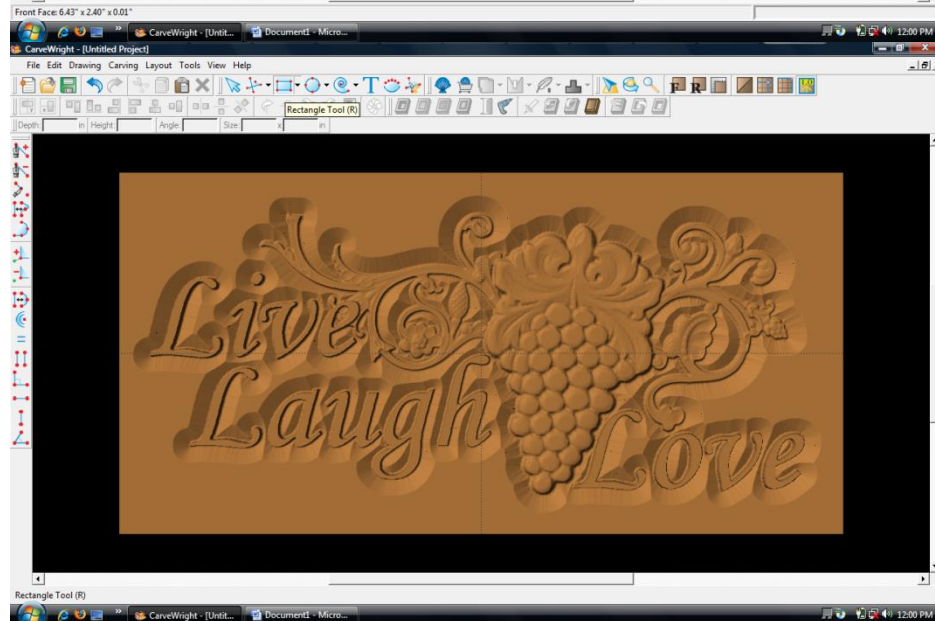 Front Face: 6.43" x 2.40" x 0.01"
CarveWright - [Untit... Document1 - Micro... 12:00 PM
CarveWright - [Untitled Project]
File Edit Drawing Carving Layout Tools View Help
Rectangle Tool (R)
Depth: in Height: Angle: Size: x in
Live
Laugh
Love
Rectangle Tool (R)
CarveWright - [Untit... Document1 - Micro... 12:00 PM